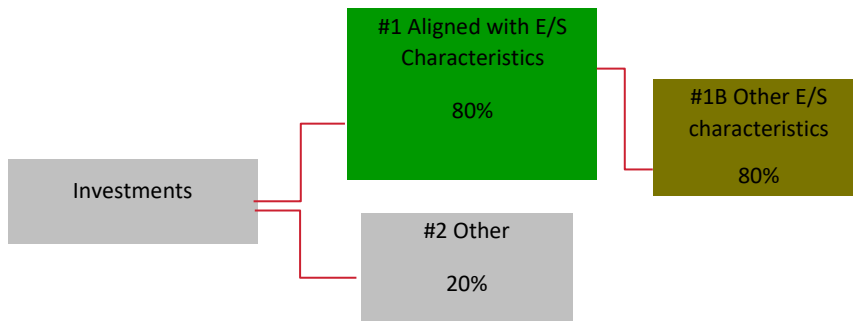 #1 Aligned with E/S
Characteristics
80%
#1B Other E/S
characteristics
80%
Investments
#2 Other
20%